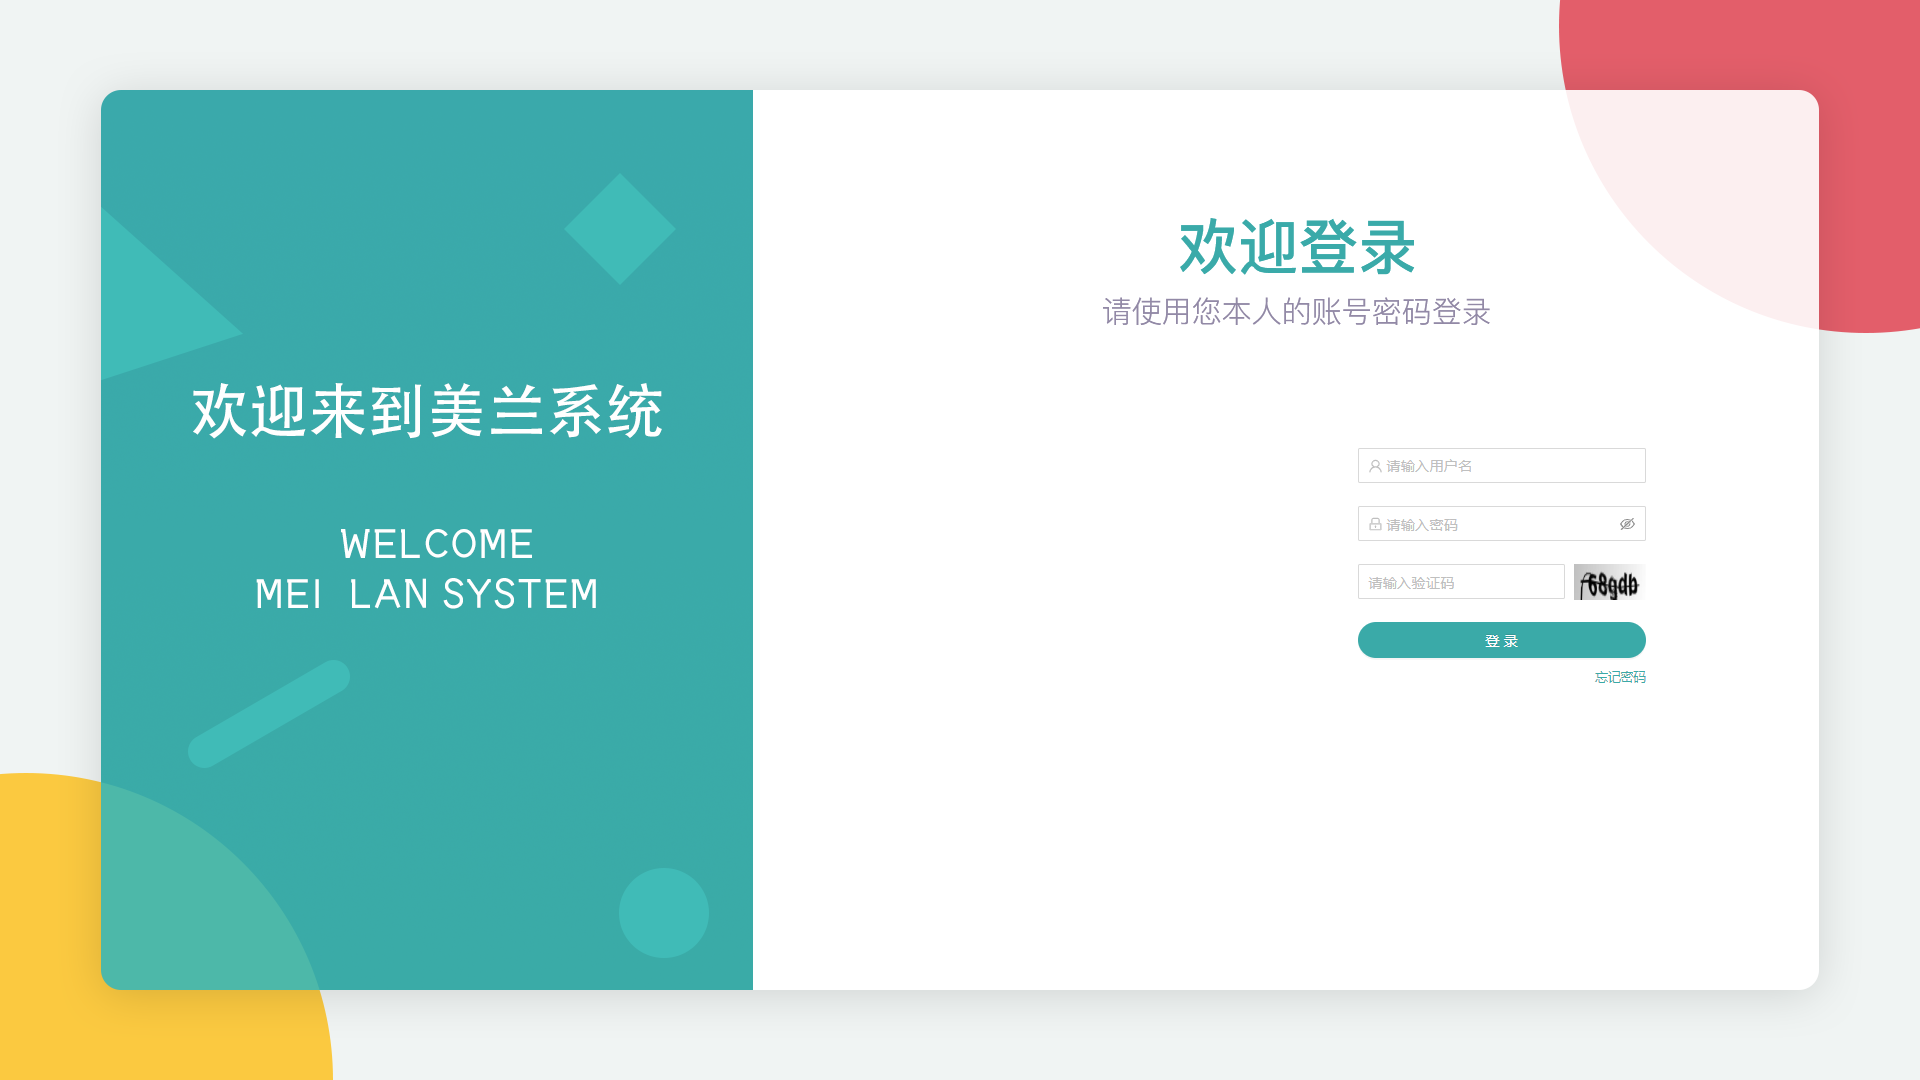 欢迎来到美兰系统
WELCOME
MEI LAN SYSTEM
欢迎登录
请使用您本人的账号密码登录
请输入用户名
请输入密码
请输入验证码
登 录
忘记密码